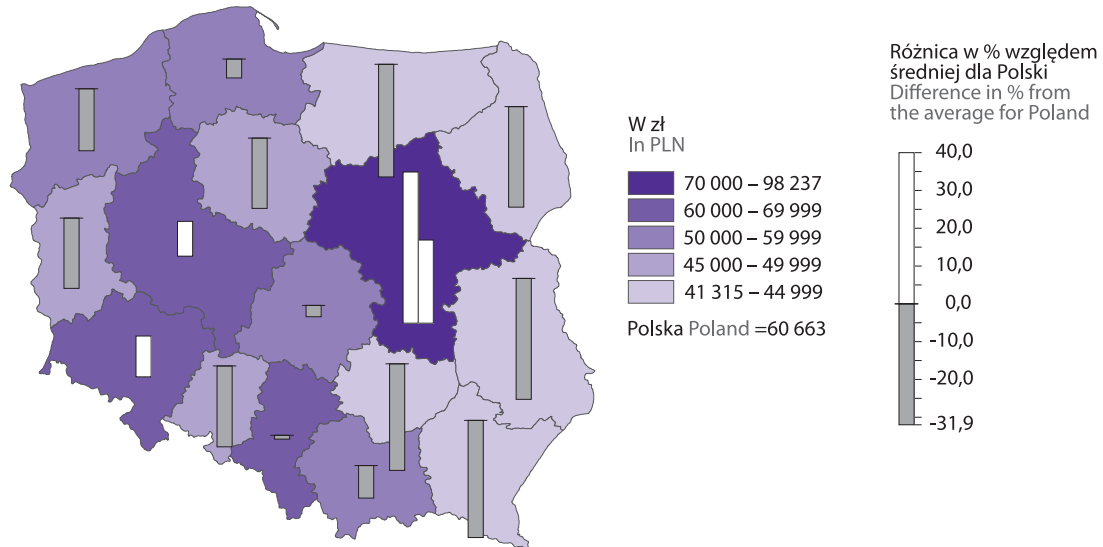 W zł
In PLN
70 000 – 98 237
60 000 – 69 999
50 000 – 59 999
45 000 – 49 999
41 315 – 44 999
Polska Poland =60 663
Różnica w % względem
średniej dla Polski
Difference in % from
the average for Poland
40,0
30,0
20,0
10,0
0,0
-10,0
-20,0
-31,9